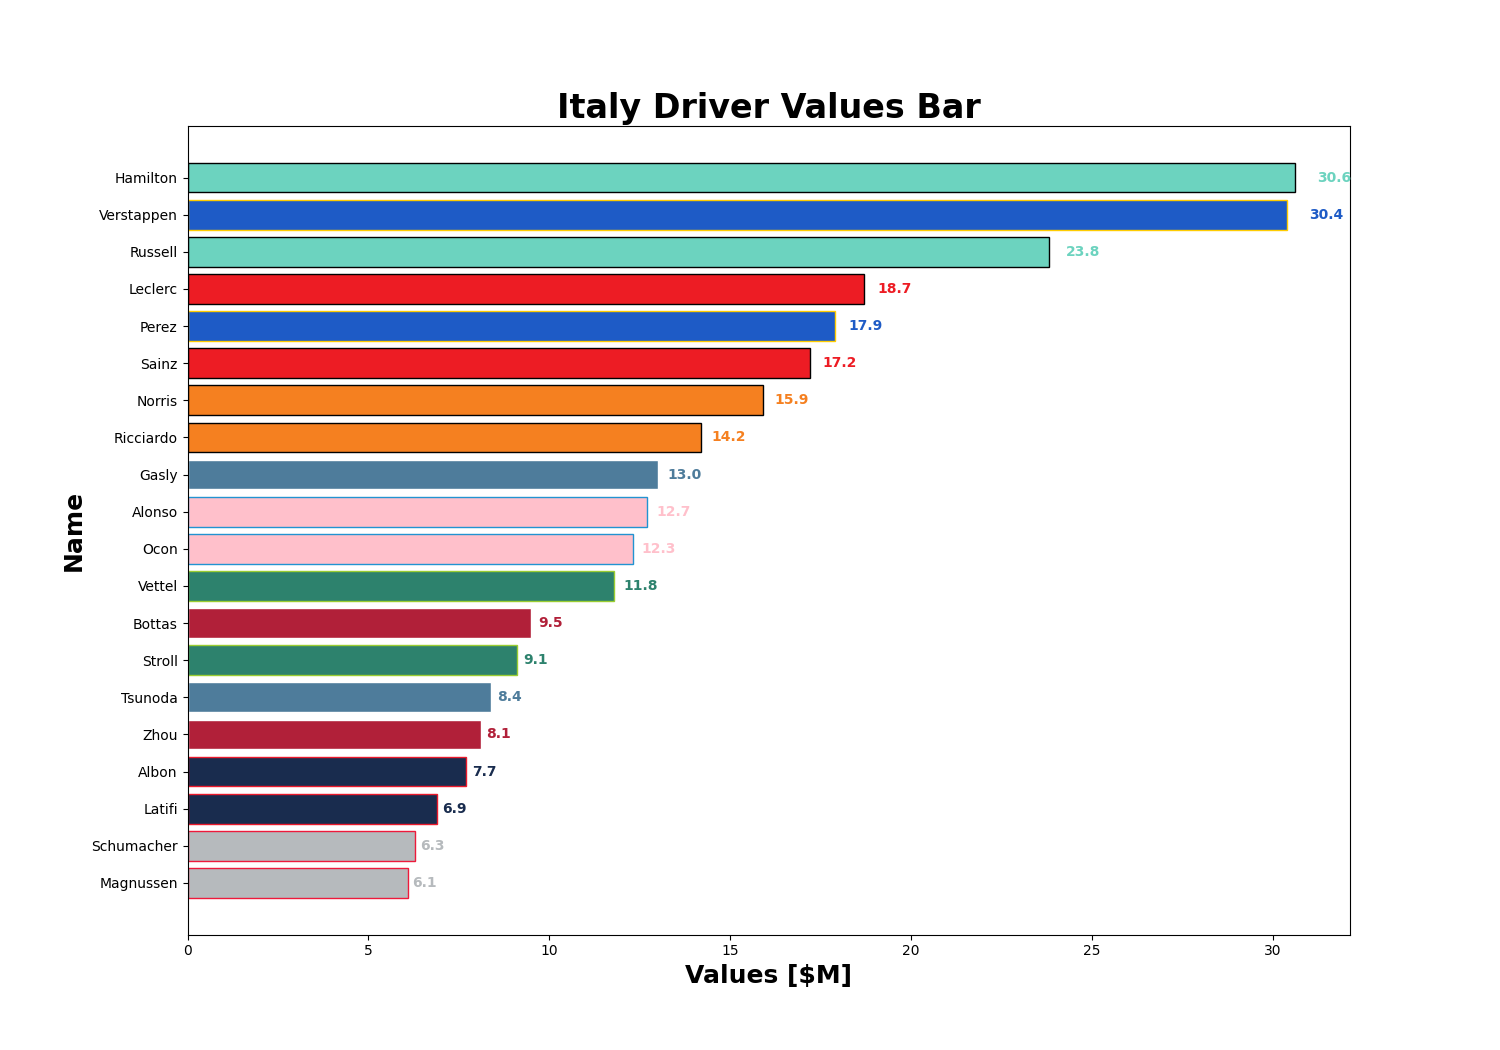 Italy Driver Values Bar
Hamilton 30.6
Verstappen 30.4
Russell 23.8
Leclerc 18.7
Perez 17.9
Sainz 17.2
Norris 15.9
Ricciardo 14.2
Gasly 13.0
Alonso 12.7
Ocon 12.3
Vettel 11.8
Bottas 9.5
Stroll 9.1
Tsunoda 8.4
Zhou 8.1
Albon 7.7
Latifi 6.9
Schumacher 6.3
Magnussen 6.1
Name
0 5 10 15 20 25 30
Values [$M]